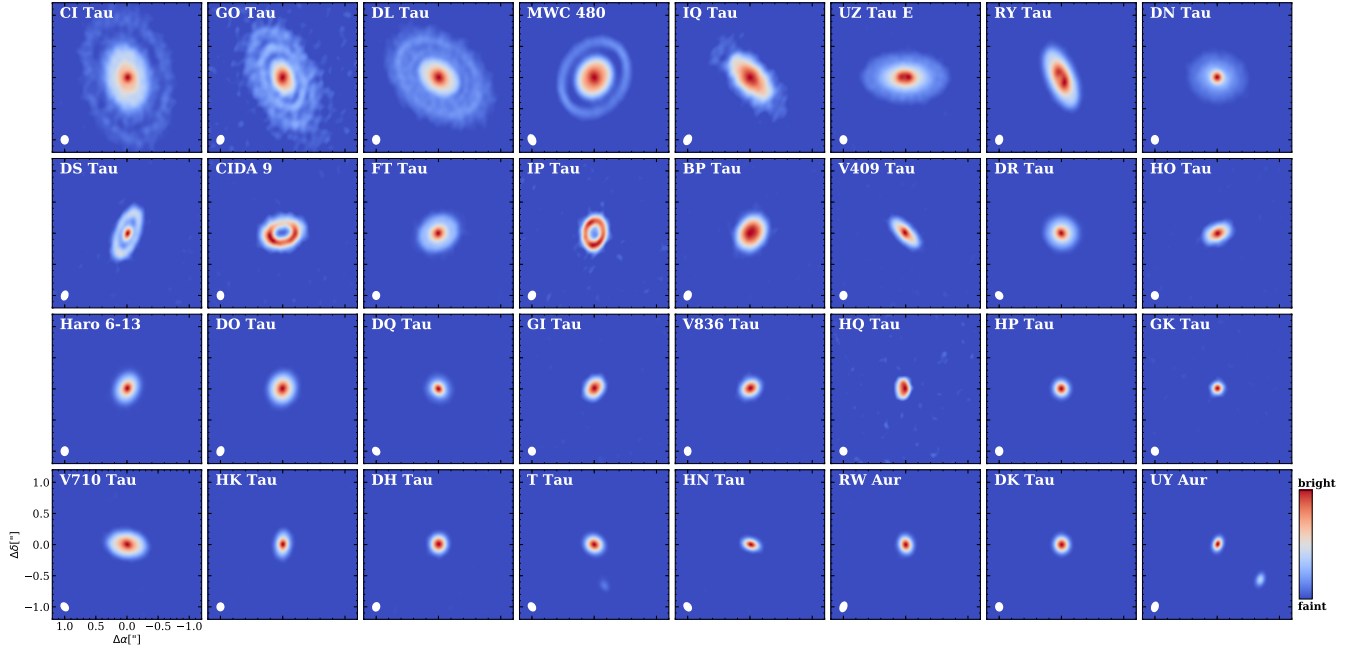 CI Tau
GO Tau
DL Tau
MWC 480
IQ Tau
UZ Tau E
RY Tau
DN Tau
DS Tau
CIDA 9
FT Tau
IP Tau
BP Tau
V409 Tau
DR Tau
HO Tau
Haro 6-13
DO Tau
DQ Tau
GI Tau
V836 Tau
HQ Tau
HP Tau
GK Tau
V710 Tau
HK Tau
DH Tau
T Tau
HN Tau
RW Aur
DK Tau
UY Aur
bright
faint
1.0
0.5
0.0
−0.5
−1.0
Δδ["]
1.0 0.5 0.0 −0.5 −1.0
Δα["]